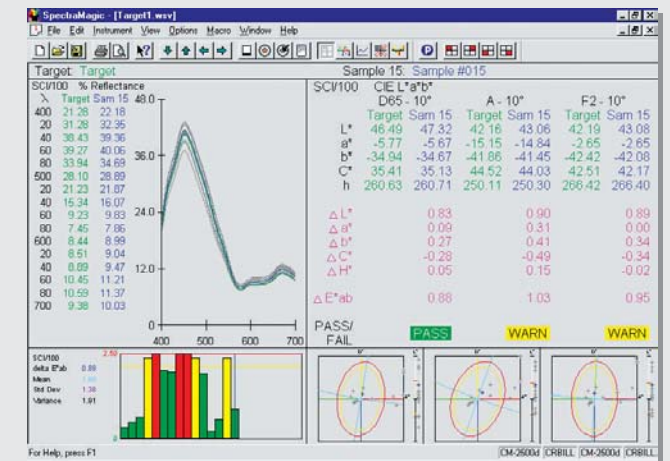 SpectraMagic - [Target1.wsv]
File Edit Instrument View Options Macro Window Help
Target: Target
Sample 15: Sample #015
SCI/100 % Reflectance
λ Target Sam 15
400 21.28 22.18
20 31.28 32.35
40 38.43 39.36
60 39.27 40.06
80 33.94 34.69
500 28.10 28.89
20 21.23 21.87
40 15.34 16.07
60 9.23 9.83
80 7.45 7.86
600 8.44 8.99
20 8.51 9.04
40 8.89 9.47
60 10.45 11.21
80 10.59 11.37
700 9.38 10.03
48.0
36.0
24.0
12.0
0
400 500 600 700
SCI/100 CIE L*a*b*
D65 - 10° A - 10° F2 - 10°
Target Sam 15 Target Sam 15 Target Sam 15
L* 46.49 47.32 42.16 43.06 42.19 43.08
a* -5.77 -5.67 -15.15 -14.84 -2.65 -2.65
b* -34.94 -34.67 -41.86 -41.45 -42.42 -42.08
C* 35.41 35.13 44.52 44.03 42.51 42.17
h 260.63 260.71 250.11 250.30 266.42 266.40
△ L* 0.83 0.90 0.89
△ a* 0.09 0.31 0.00
△ b* 0.27 0.41 0.34
△ C* -0.28 -0.49 -0.34
△ H* 0.05 0.15 -0.02
△ E*ab 0.88 1.03 0.95
PASS/
FAIL PASS WARN WARN
SCI/100
delta E*ab 0.88
Mean
Std Dev 1.38
Variance 1.91
2.50
0
For Help, press F1
CM-2500d CRBILL CM-2500d CRBILL